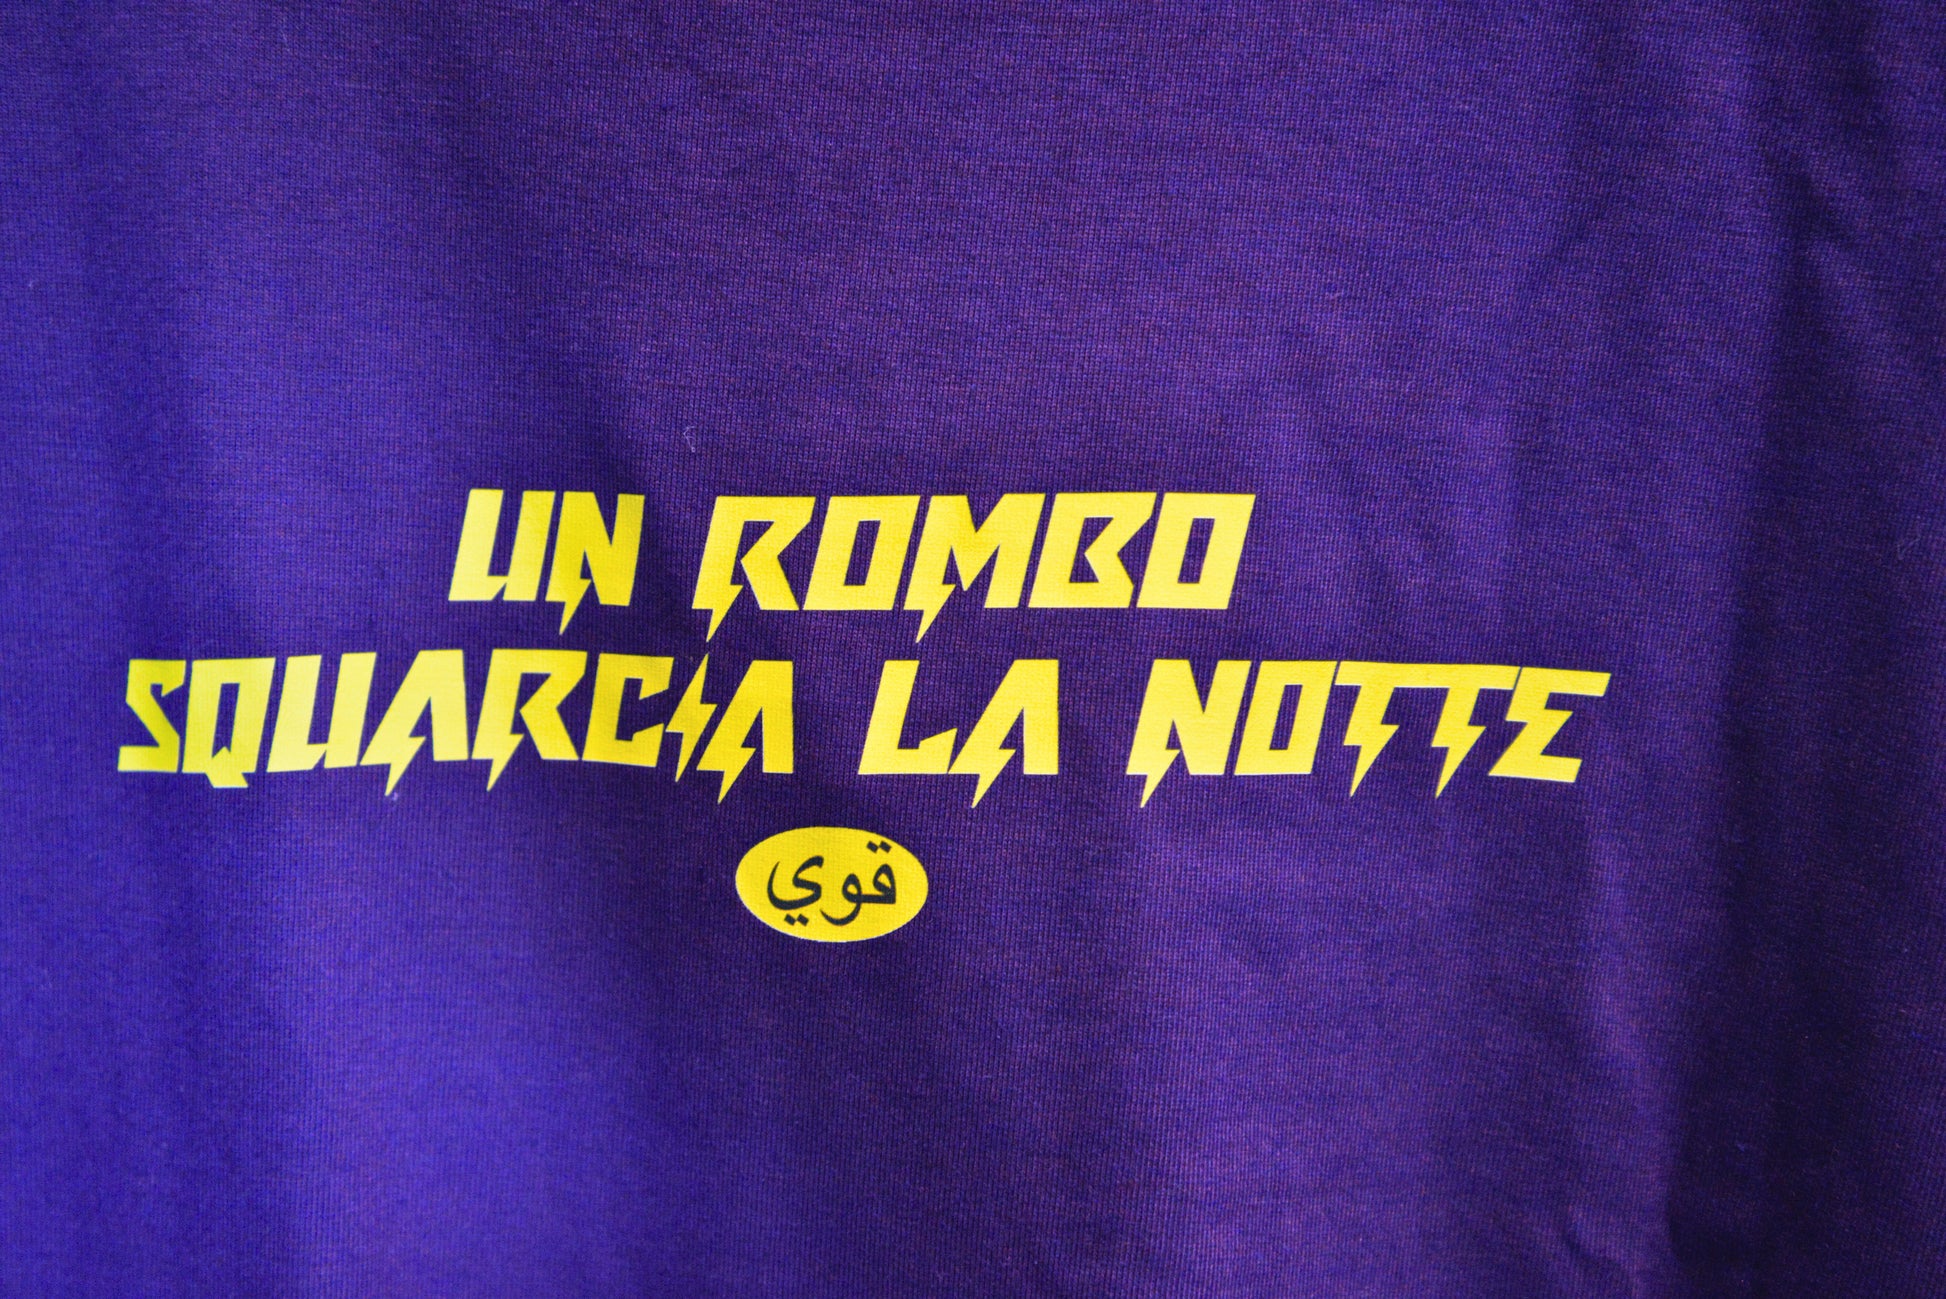 UN ROMBO
SQUARCIA LA NOTTE
قوي